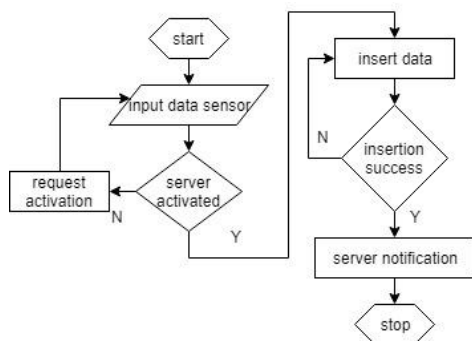 start
input data sensor
server
activated
N
request
activation
Y
insert data
insertion
success
N
Y
server notification
stop